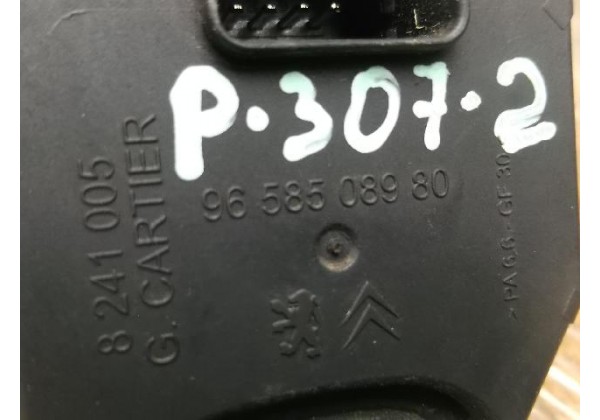 P.307.2
96 585 089 80
8 241 005
G. CARTIER
>PA 6.6 - GF 30